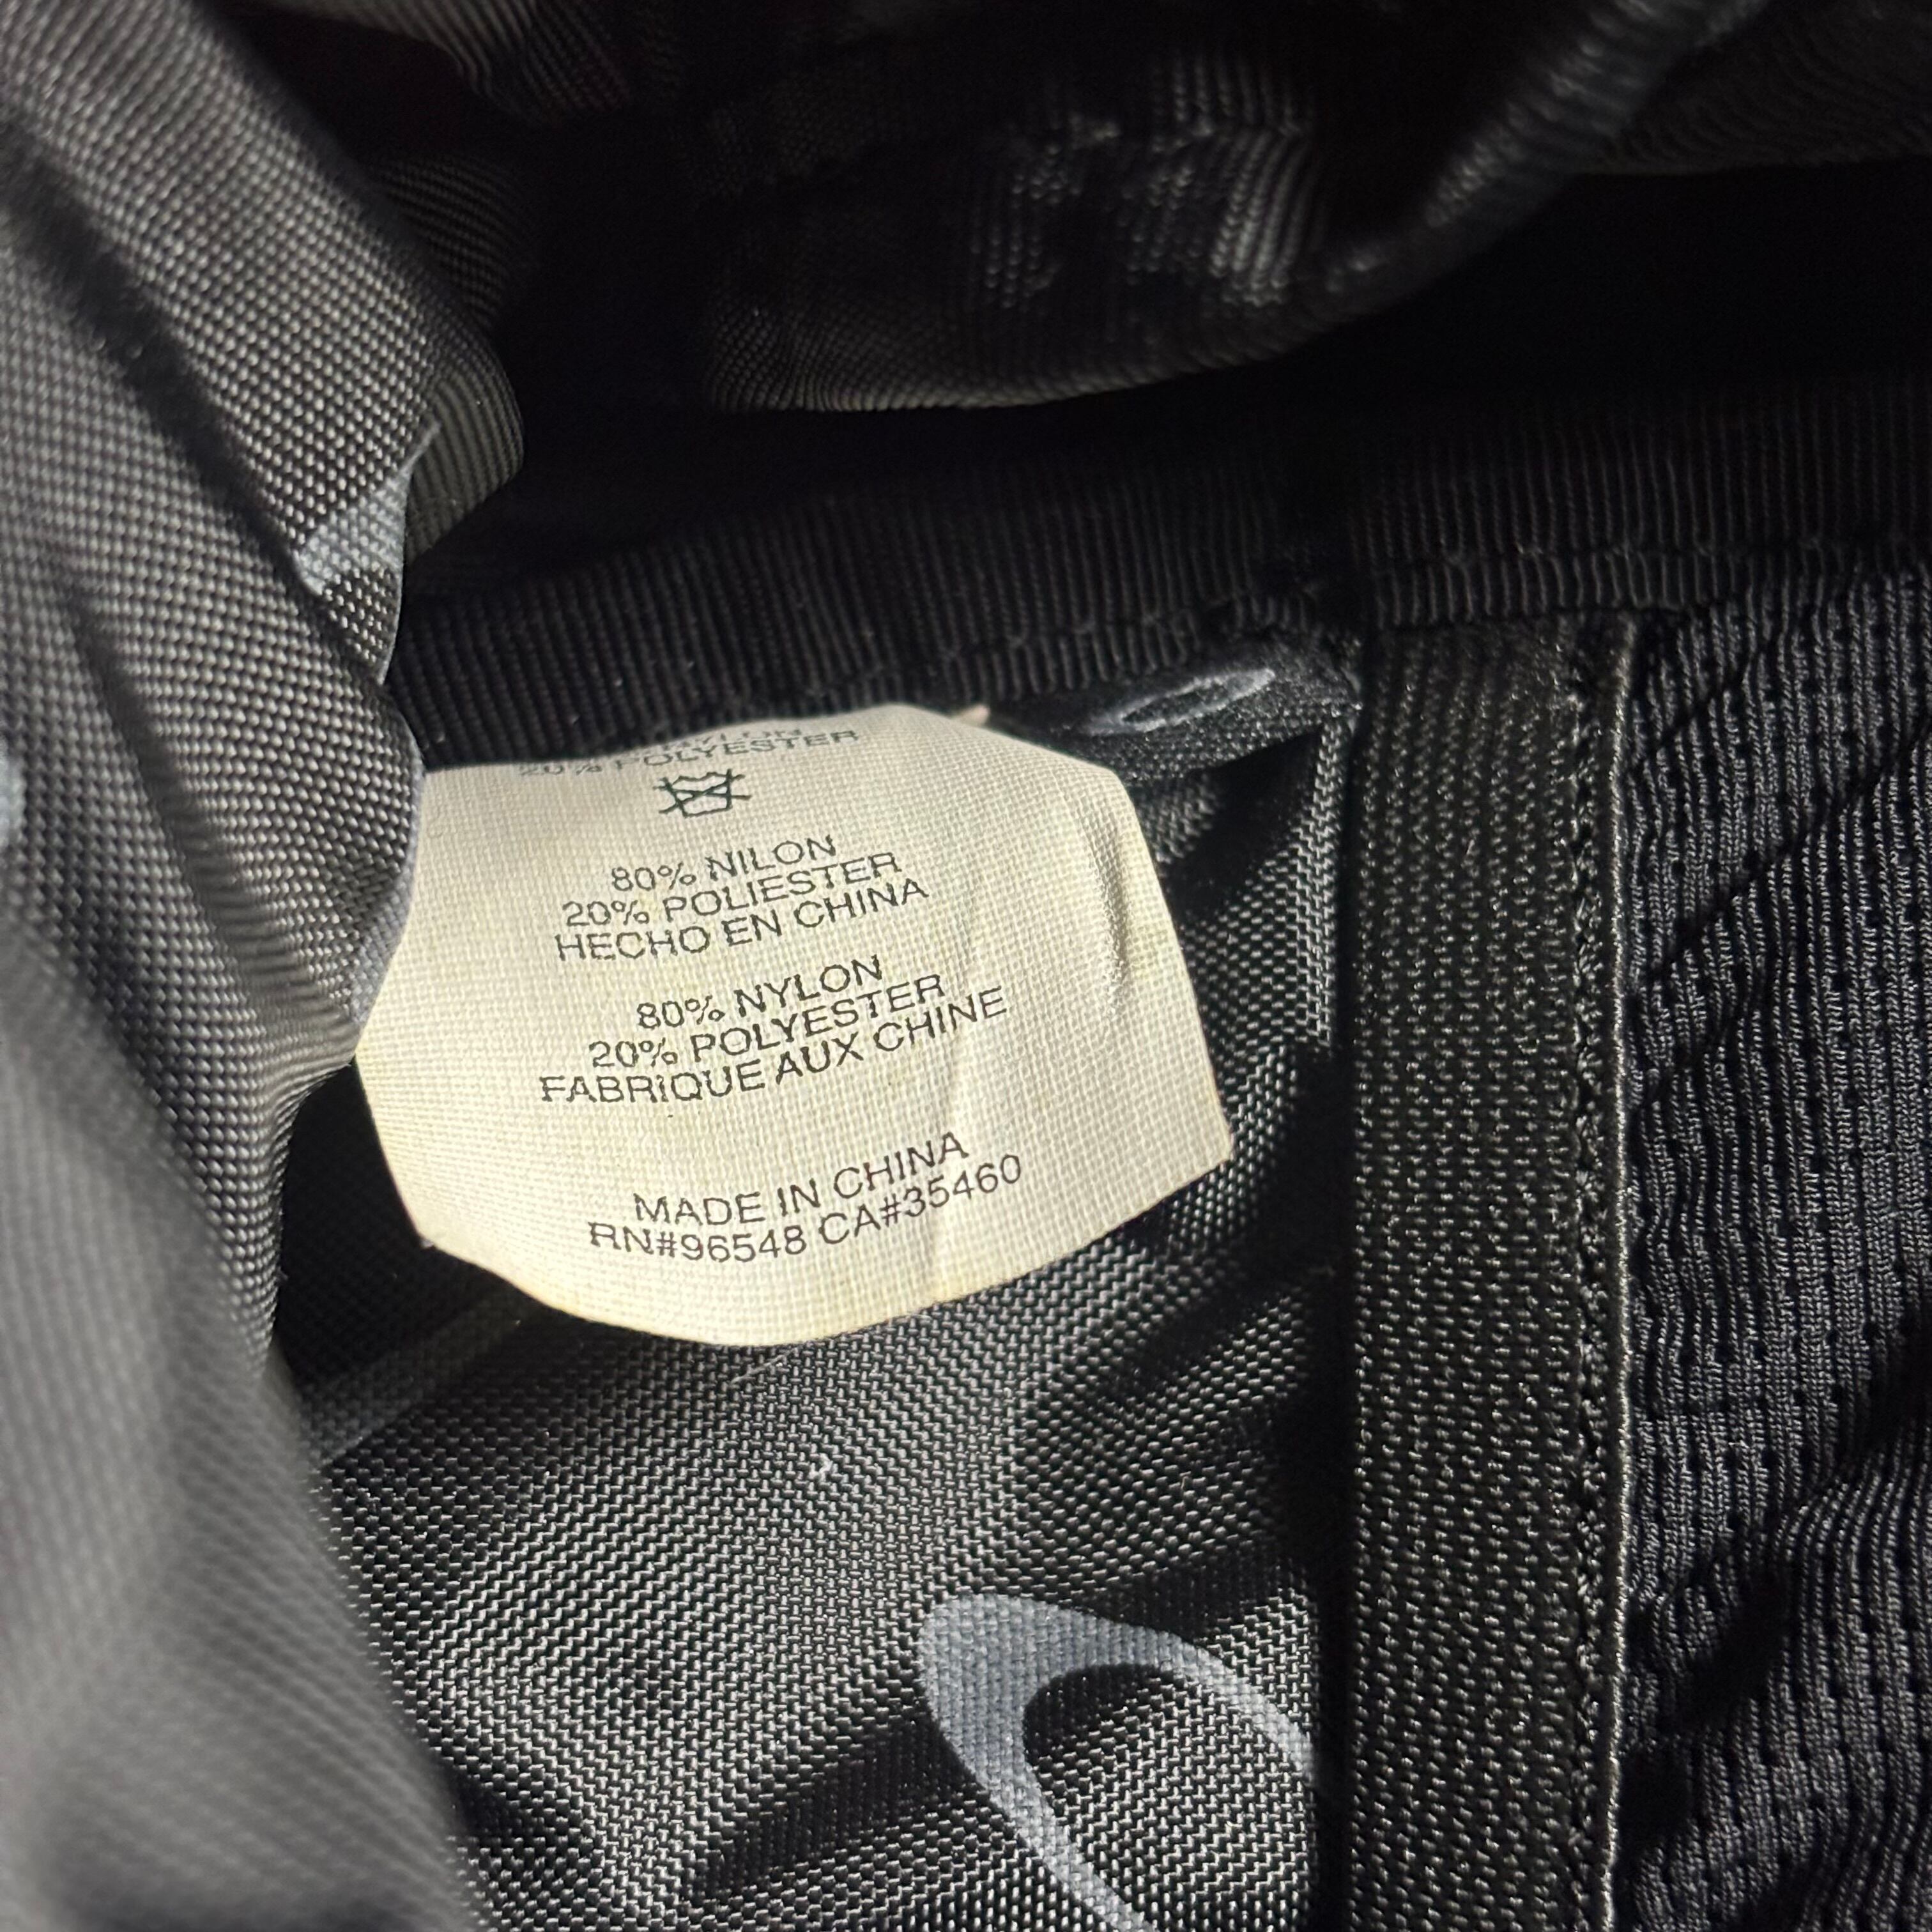 20% POLYESTER
80% NILON
20% POLIESTER
HECHO EN CHINA
80% NYLON
20% POLYESTER
FABRIQUE AUX CHINE
MADE IN CHINA
RN#96548 CA#35460